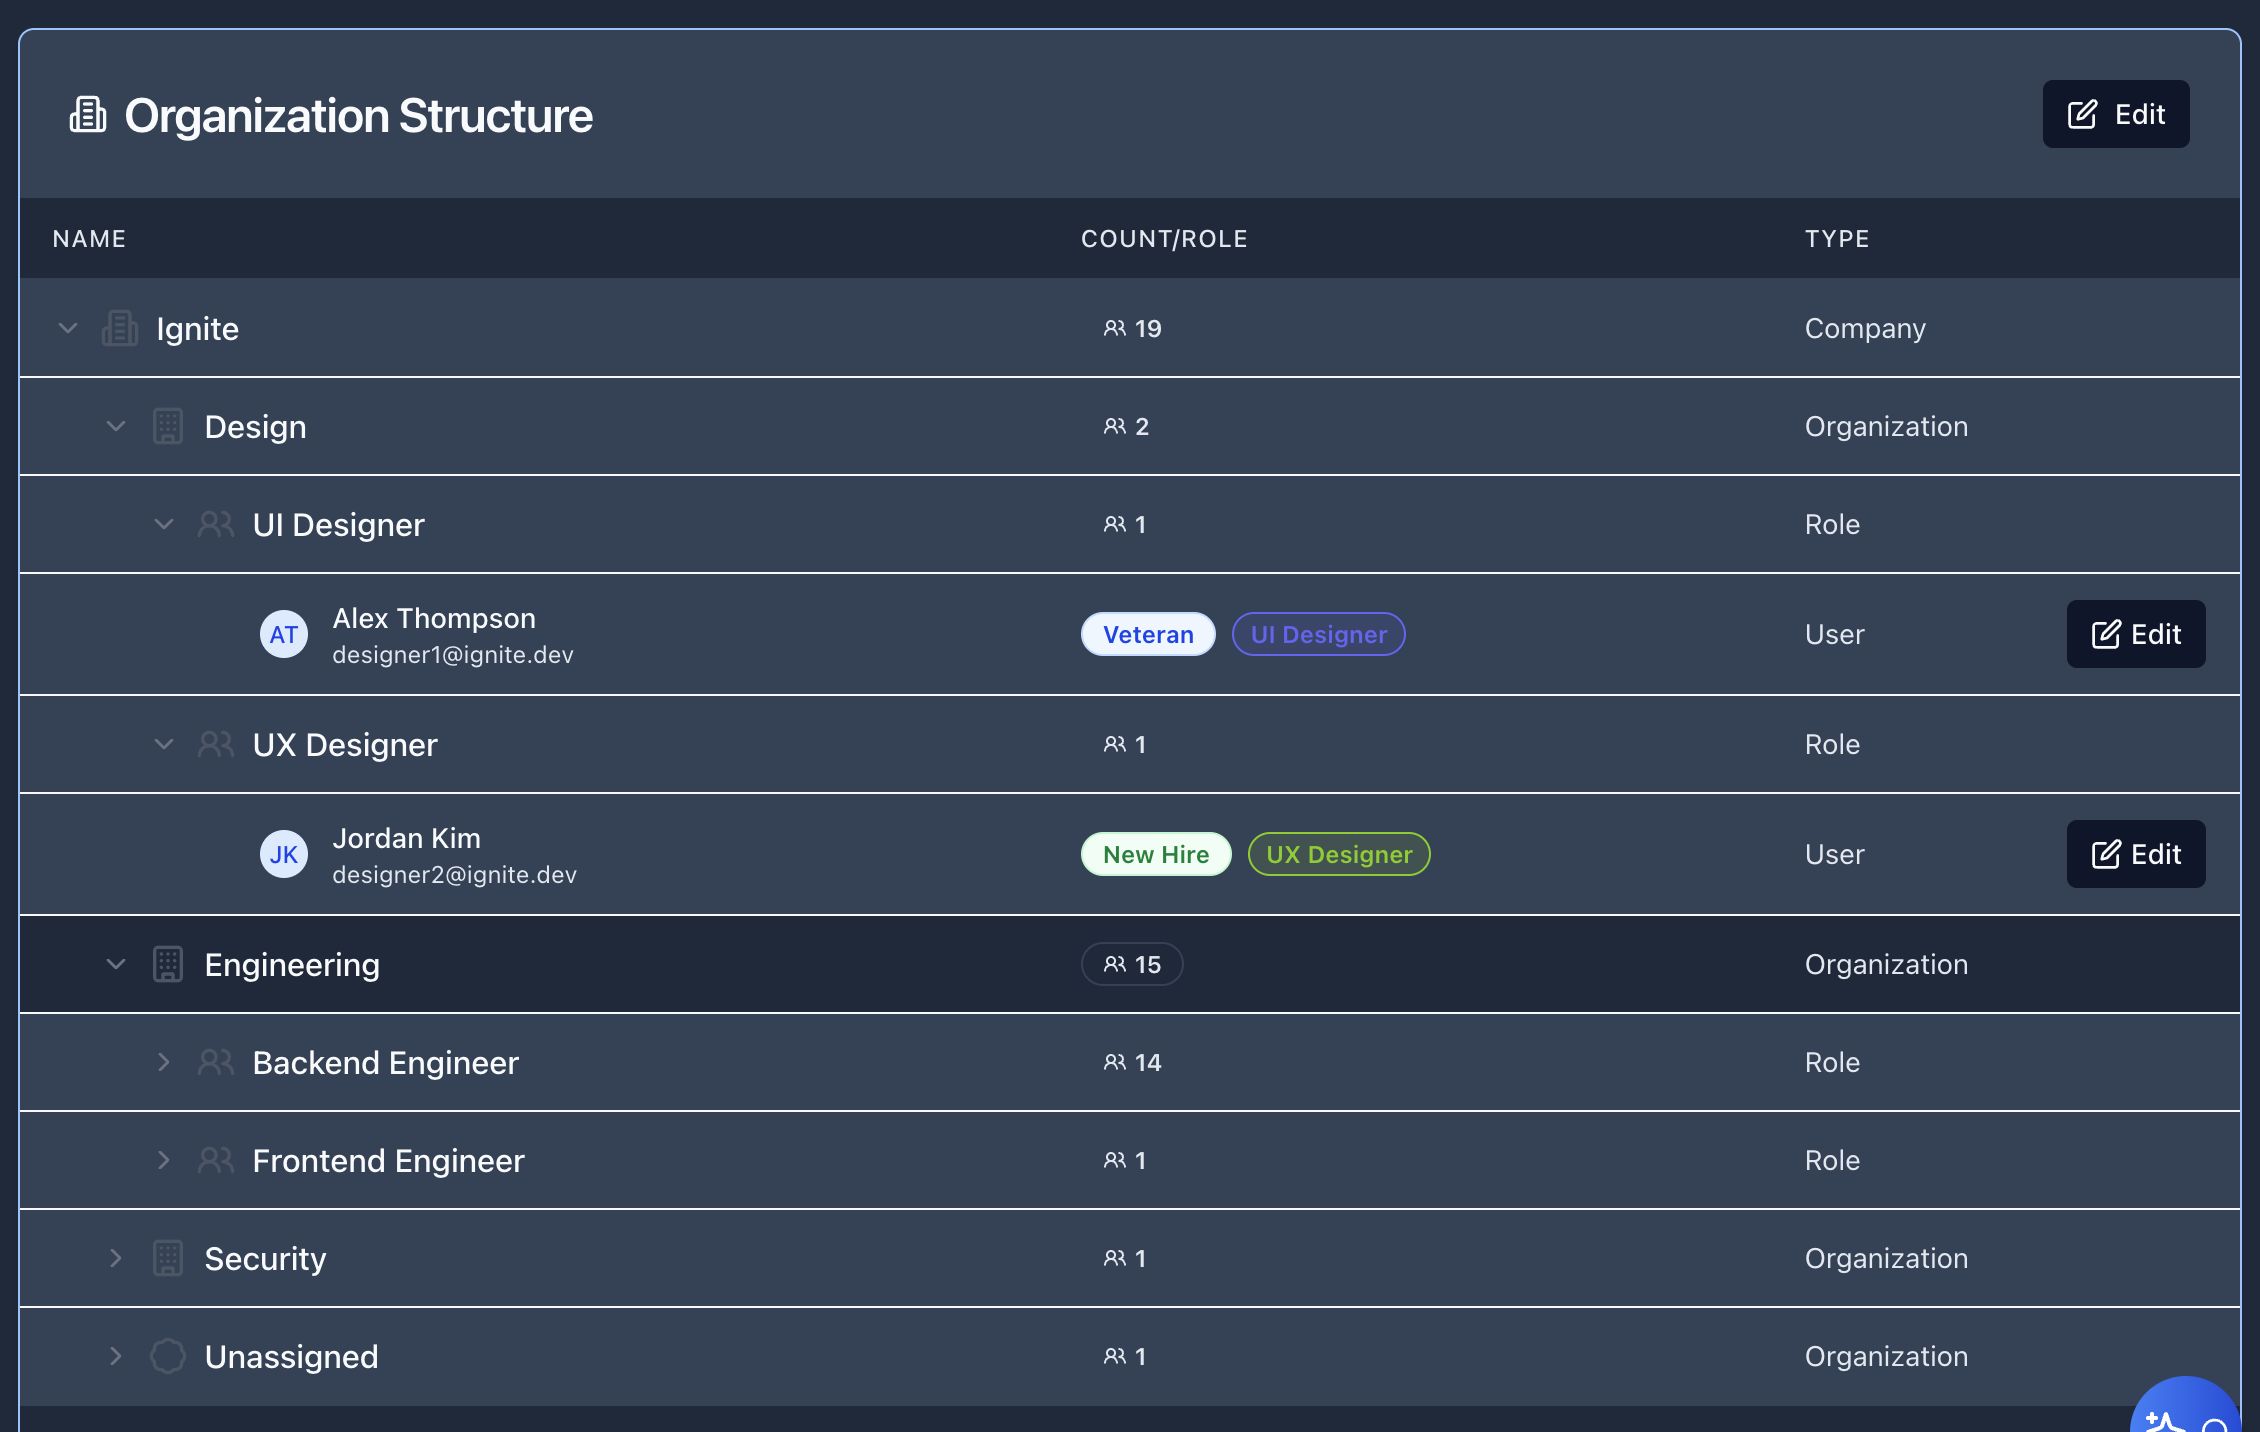 Organization Structure
Edit
NAME COUNT/ROLE TYPE
Ignite 19 Company
Design 2 Organization
UI Designer 1 Role
AT Alex Thompson Veteran UI Designer User Edit
designer1@ignite.dev
UX Designer 1 Role
JK Jordan Kim New Hire UX Designer User Edit
designer2@ignite.dev
Engineering 15 Organization
Backend Engineer 14 Role
Frontend Engineer 1 Role
Security 1 Organization
Unassigned 1 Organization